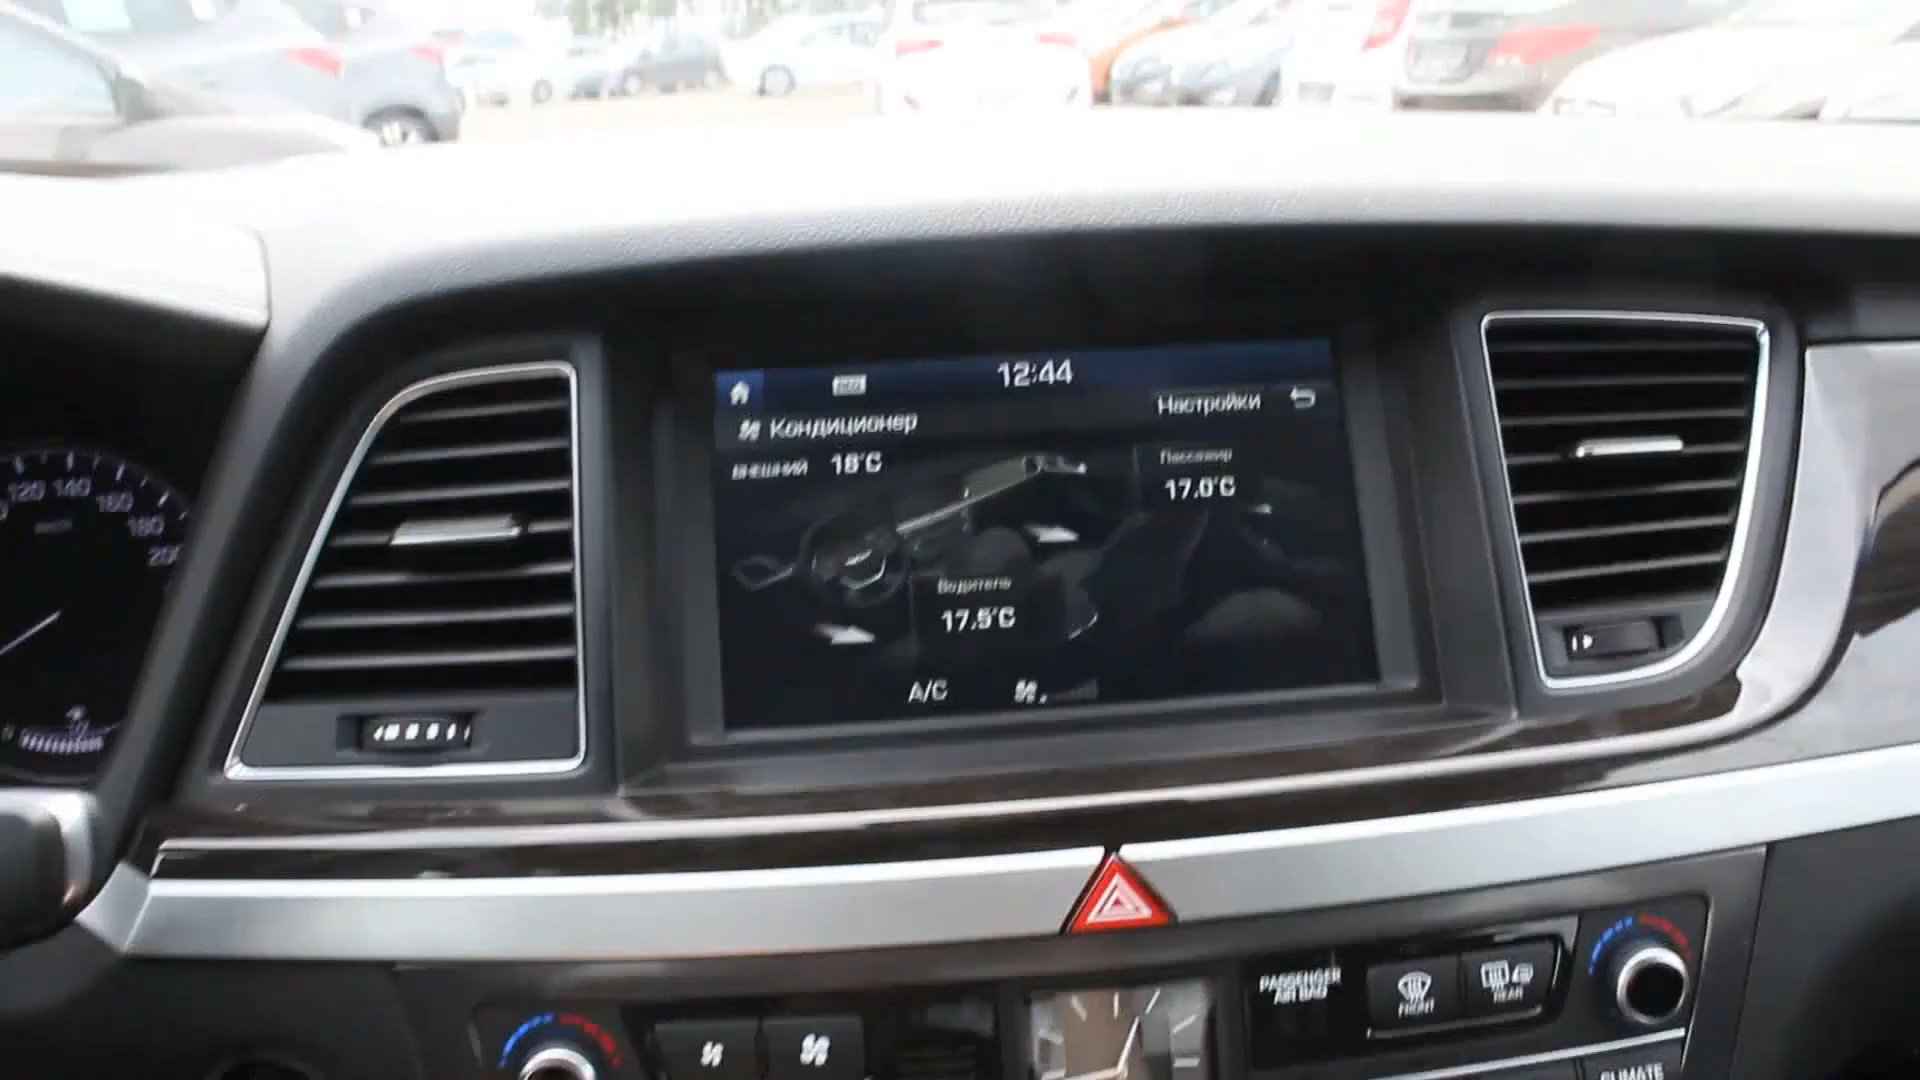 12:44
Кондиционер
Настройки
внешний 18°C
Пассажир
17.0°C
Водитель
17.5°C
A/C
120 140
160
180
200
PASSENGER
AIR BAG
FRONT
REAR
CLIMATE